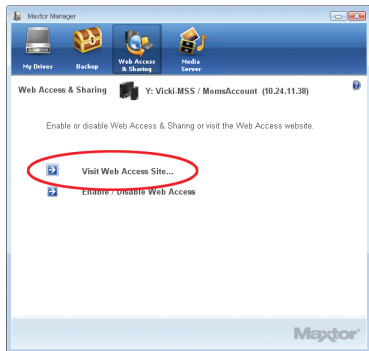 Maxtor Manager
My Drives
Backup
Web Access
& Sharing
Media
Server
Web Access & Sharing
Y: Vicki-MSS / MomsAccount (10.24.11.38)
?
Enable or disable Web Access & Sharing or visit the Web Access website.
Visit Web Access Site...
Enable / Disable Web Access
Maxtor